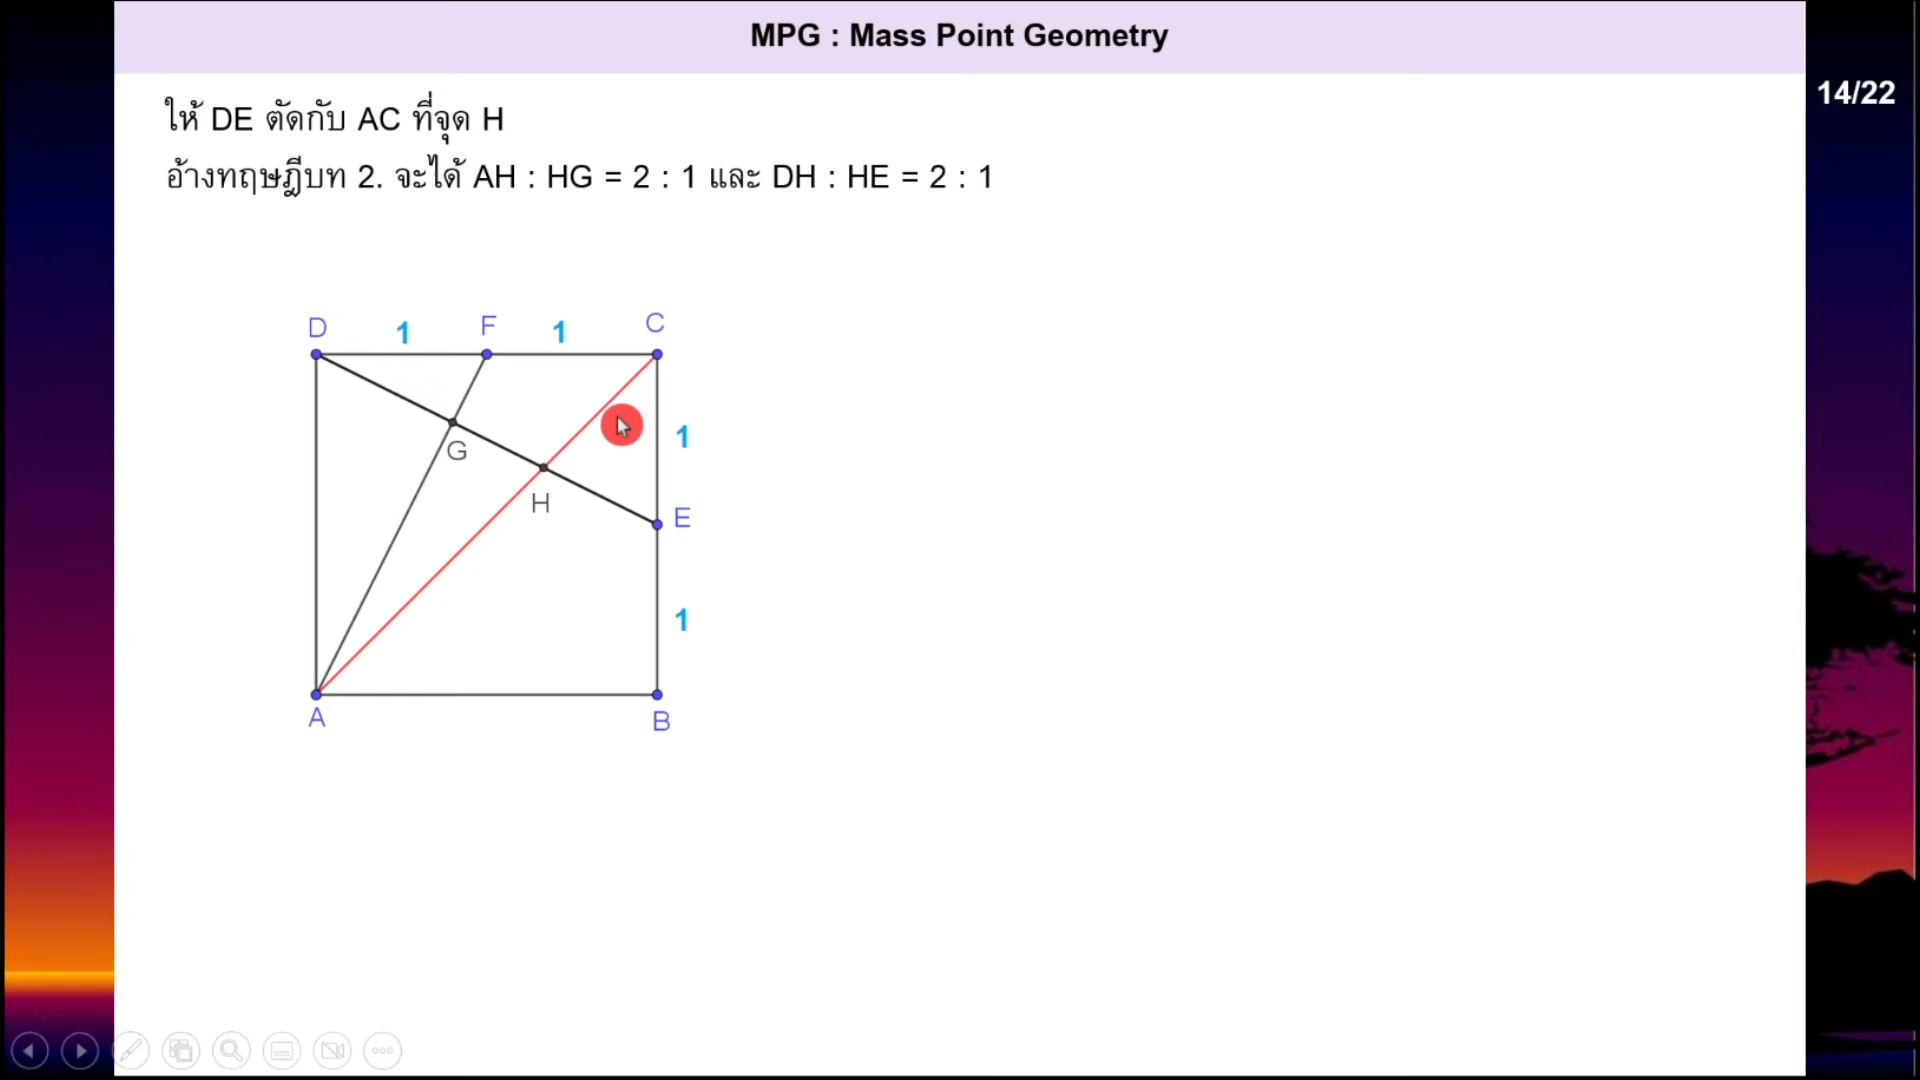 MPG : Mass Point Geometry
14/22
ให้ DE ตัดกับ AC ที่จุด H
อ้างทฤษฎีบท 2. จะได้ AH : HG = 2 : 1 และ DH : HE = 2 : 1
D 1 F 1 C
1
G
H
E
1
A
B